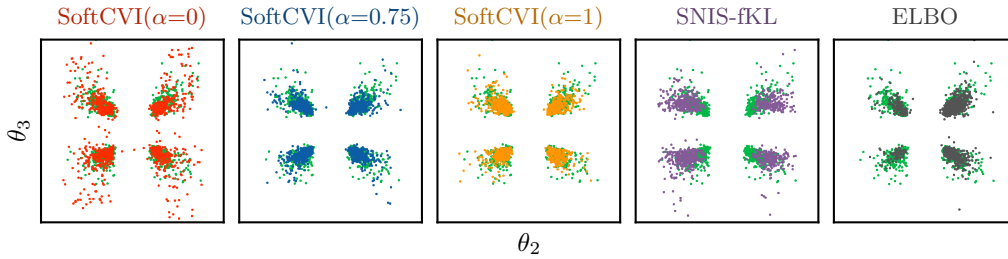 SoftCVI(α=0) SoftCVI(α=0.75) SoftCVI(α=1) SNIS-fKL ELBO
θ₃
θ₂